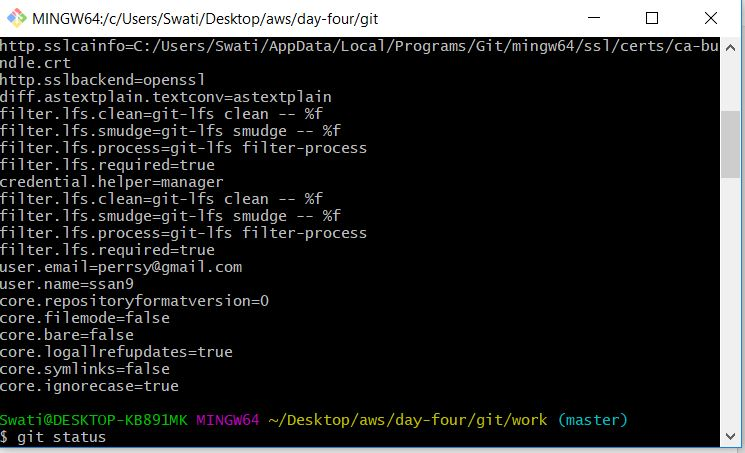 MINGW64:/c/Users/Swati/Desktop/aws/day-four/git
http.sslcainfo=C:/Users/Swati/AppData/Local/Programs/Git/mingw64/ssl/certs/ca-bu
ndle.crt
http.sslbackend=openssl
diff.astextplain.textconv=astextplain
filter.lfs.clean=git-lfs clean -- %f
filter.lfs.smudge=git-lfs smudge -- %f
filter.lfs.process=git-lfs filter-process
filter.lfs.required=true
credential.helper=manager
filter.lfs.clean=git-lfs clean -- %f
filter.lfs.smudge=git-lfs smudge -- %f
filter.lfs.process=git-lfs filter-process
filter.lfs.required=true
user.email=perrsy@gmail.com
user.name=ssan9
core.repositoryformatversion=0
core.filemode=false
core.bare=false
core.logallrefupdates=true
core.symlinks=false
core.ignorecase=true
Swati@DESKTOP-KB891MK MINGW64 ~/Desktop/aws/day-four/git/work (master)
$ git status